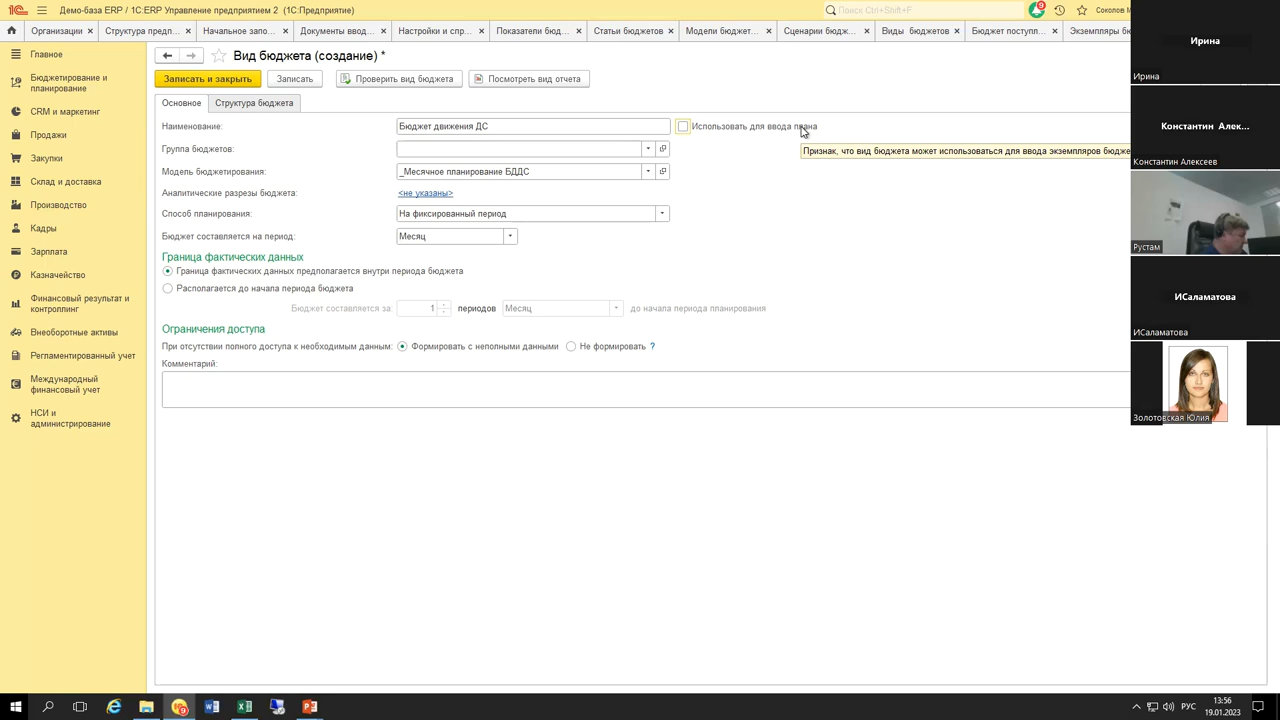 Демо-база ERP / 1С:ERP Управление предприятием 2 (1С:Предприятие)
Поиск Ctrl+Shift+F
9
Соколов М
Организации
Структура предп...
Начальное запо...
Документы ввод...
Настройки и спр...
Показатели бюд...
Статьи бюджетов
Модели бюджет...
Сценарии бюдж...
Виды бюджетов
Бюджет поступл...
Экземпляры бю
Главное
Бюджетирование и
планирование
CRM и маркетинг
Продажи
Закупки
Склад и доставка
Производство
Кадры
Зарплата
Казначейство
Финансовый результат и
контроллинг
Внеоборотные активы
Регламентированный учет
Международный
финансовый учет
НСИ и
администрирование
Вид бюджета (создание) *
Записать и закрыть
Записать
Проверить вид бюджета
Посмотреть вид отчета
Основное
Структура бюджета
Наименование:
Бюджет движения ДС
Использовать для ввода плана
Признак, что вид бюджета может использоваться для ввода экземпляров бюдже
Группа бюджетов:
Модель бюджетирования:
_Месячное планирование БДДС
Аналитические разрезы бюджета:
<не указаны>
Способ планирования:
На фиксированный период
Бюджет составляется на период:
Месяц
Граница фактических данных
Граница фактических данных предполагается внутри периода бюджета
Располагается до начала периода бюджета
Бюджет составляется за:
1
периодов
Месяц
до начала периода планирования
Ограничения доступа
При отсутствии полного доступа к необходимым данным:
Формировать с неполными данными
Не формировать
?
Комментарий:
Ирина
Ирина
Константин Алек...
Константин Алексеев
Рустам
ИСаламатова
ИСаламатова
Золотовская Юлия
РУС
13:56
19.01.2023